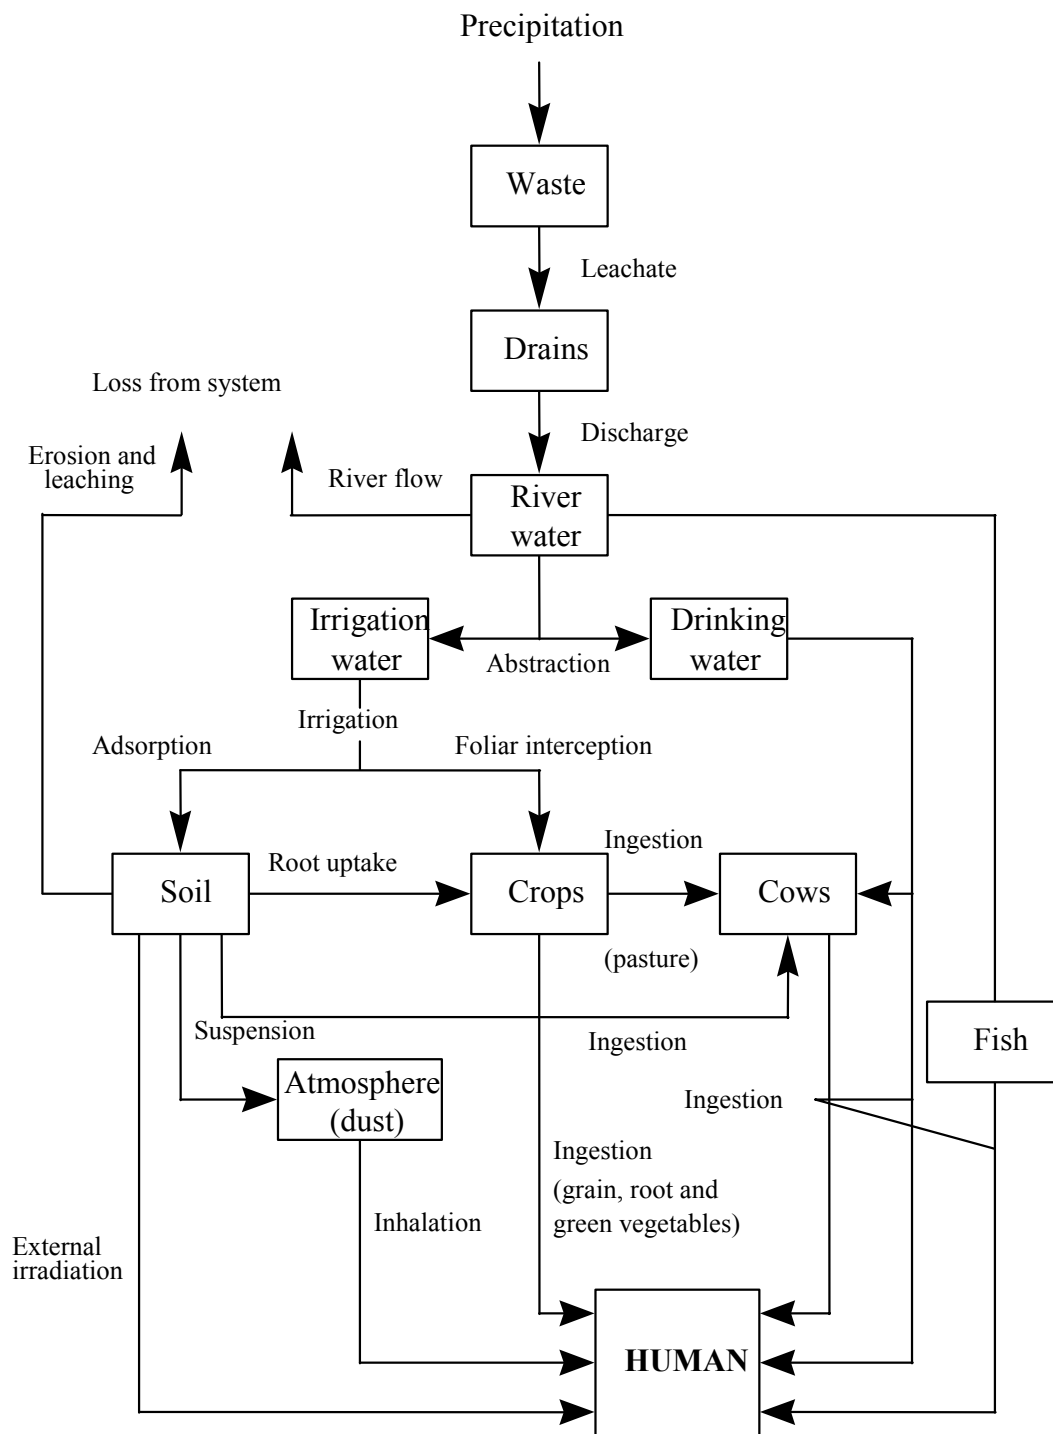 Precipitation
Waste
Leachate
Drains
Loss from system
Discharge
Erosion and
leaching
River flow
River
water
Irrigation
water
Drinking
water
Abstraction
Irrigation
Adsorption
Foliar interception
Ingestion
Root uptake
Soil
Crops
Cows
(pasture)
Suspension
Ingestion
Fish
Atmosphere
(dust)
Ingestion
Ingestion
(grain, root and
green vegetables)
Inhalation
External
irradiation
HUMAN